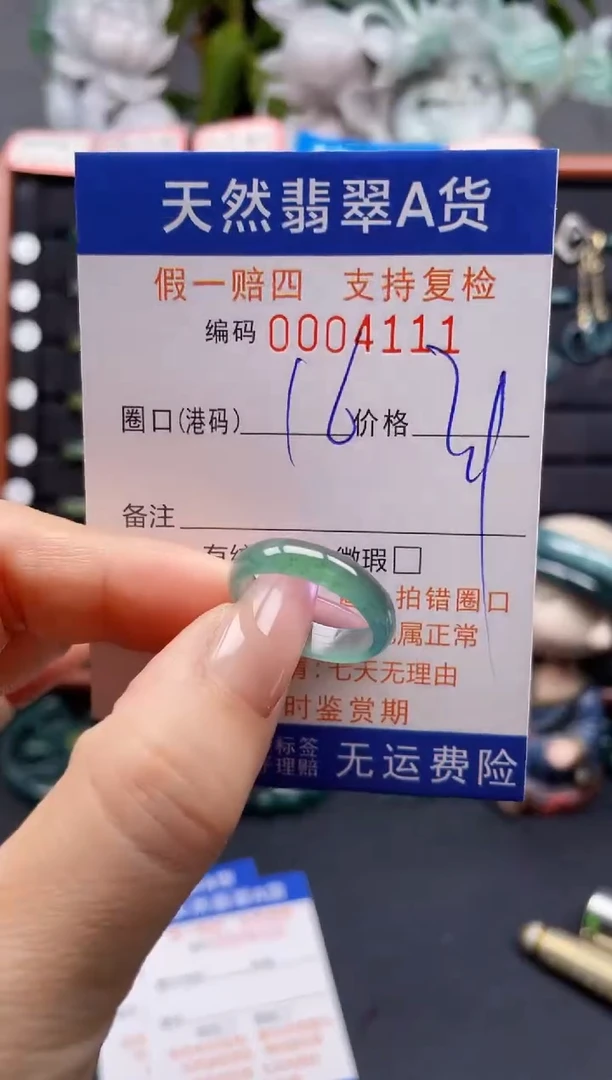 天然翡翠A货
假一赔四 支持复检
编码 0004111
圈口(港码) 16 价格
备注
有 微瑕□
拍错圈口
属正常
:七天无理由
时鉴赏期
标签
理赔 无运费险